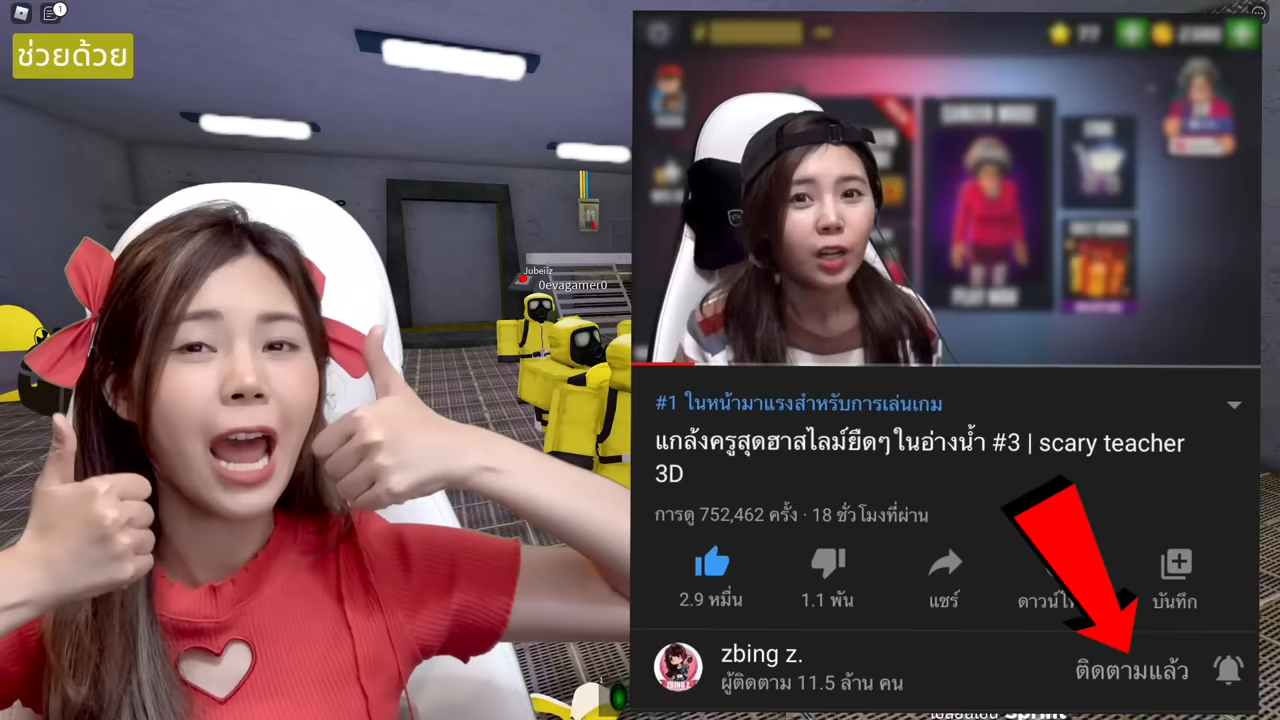 1
ช่วยด้วย
Jubeiiz
0evagamer0
#1 ในหน้ามาแรงสำหรับการเล่นเกม
แกล้งครูสุดฮาสไลม์ยืดๆ ในอ่างน้ำ #3 | scary teacher
3D
การดู 752,462 ครั้ง · 18 ชั่วโมงที่ผ่าน
2.9 หมื่น 1.1 พัน แชร์ บันทึก
zbing z.
ผู้ติดตาม 11.5 ล้าน คน
ติดตามแล้ว